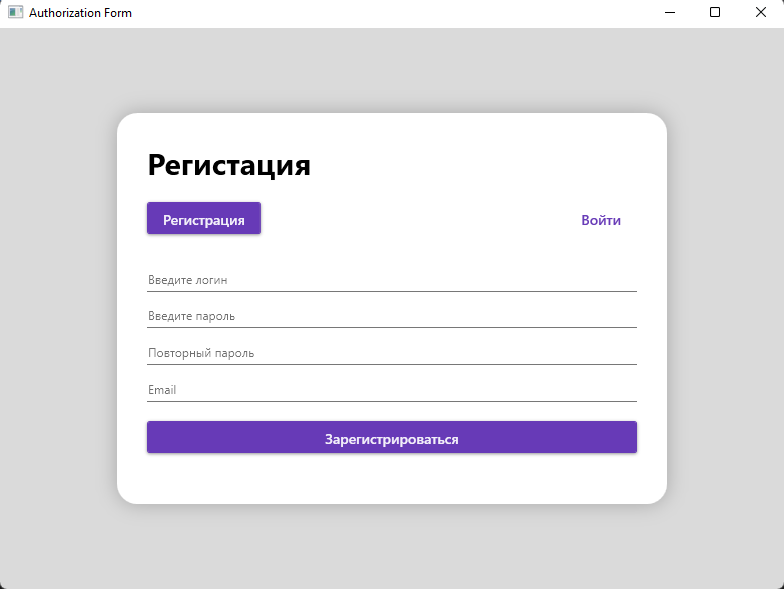 Authorization Form
Регистация
Регистрация
Войти
Введите логин
Введите пароль
Повторный пароль
Email
Зарегистрироваться